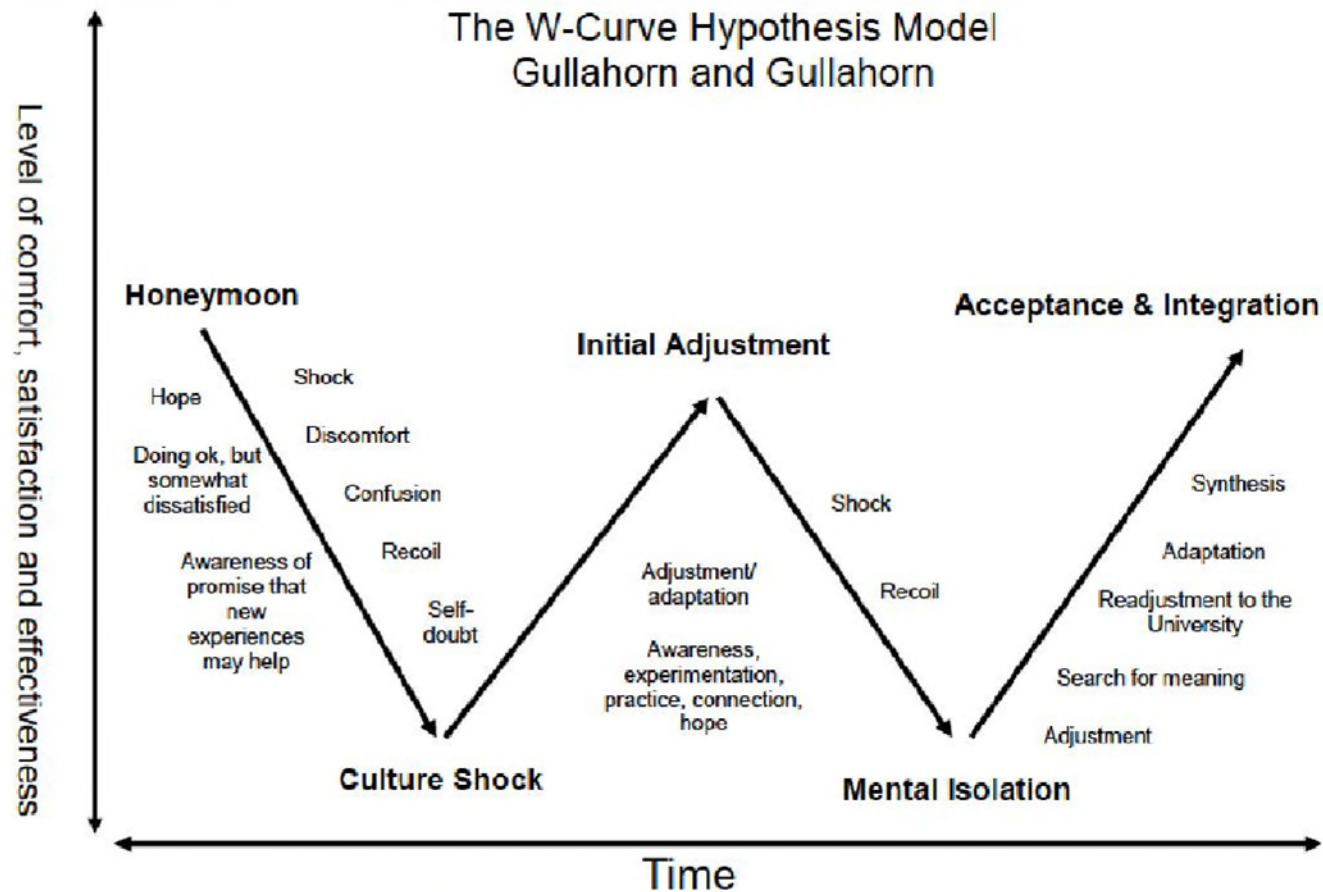 The W-Curve Hypothesis Model
Gullahorn and Gullahorn
Level of comfort, satisfaction and effectiveness
Honeymoon
Hope
Doing ok, but
somewhat
dissatisfied
Awareness of
promise that
new
experiences
may help
Shock
Discomfort
Confusion
Recoil
Self-
doubt
Culture Shock
Initial Adjustment
Adjustment/
adaptation
Awareness,
experimentation,
practice, connection,
hope
Shock
Recoil
Mental Isolation
Acceptance & Integration
Synthesis
Adaptation
Readjustment to the
University
Search for meaning
Adjustment
Time